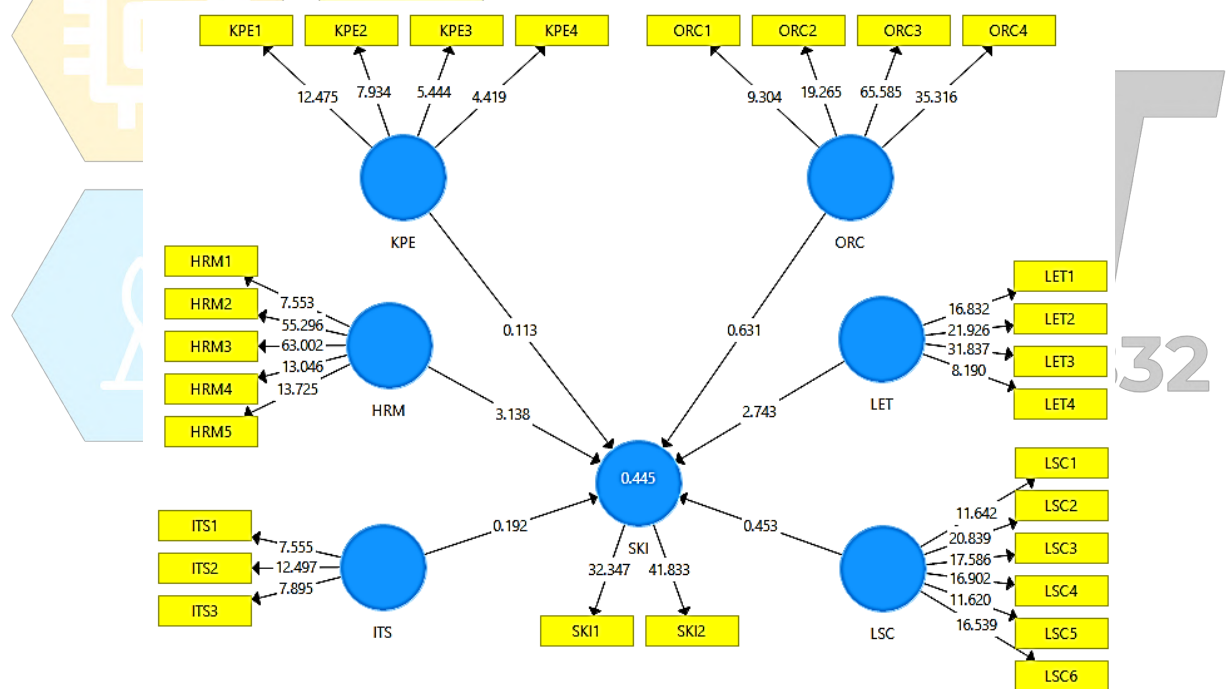 KPE1 KPE2 KPE3 KPE4 ORC1 ORC2 ORC3 ORC4
12.475 7.934 5.444 4.419 9.304 19.265 65.585 35.316
KPE ORC
HRM1
HRM2
HRM3
HRM4
HRM5
7.553
55.296
63.002
13.046
13.725
HRM
0.113
0.631
LET1
LET2
LET3
LET4
16.832
21.926
31.837
8.190
LET
3.138
2.743
0.445
SKI
32.347 41.833
SKI1 SKI2
ITS1
ITS2
ITS3
7.555
12.497
7.895
ITS
0.192
0.453
LSC1
LSC2
LSC3
LSC4
LSC5
LSC6
11.642
20.839
17.586
16.902
11.620
16.539
LSC
32